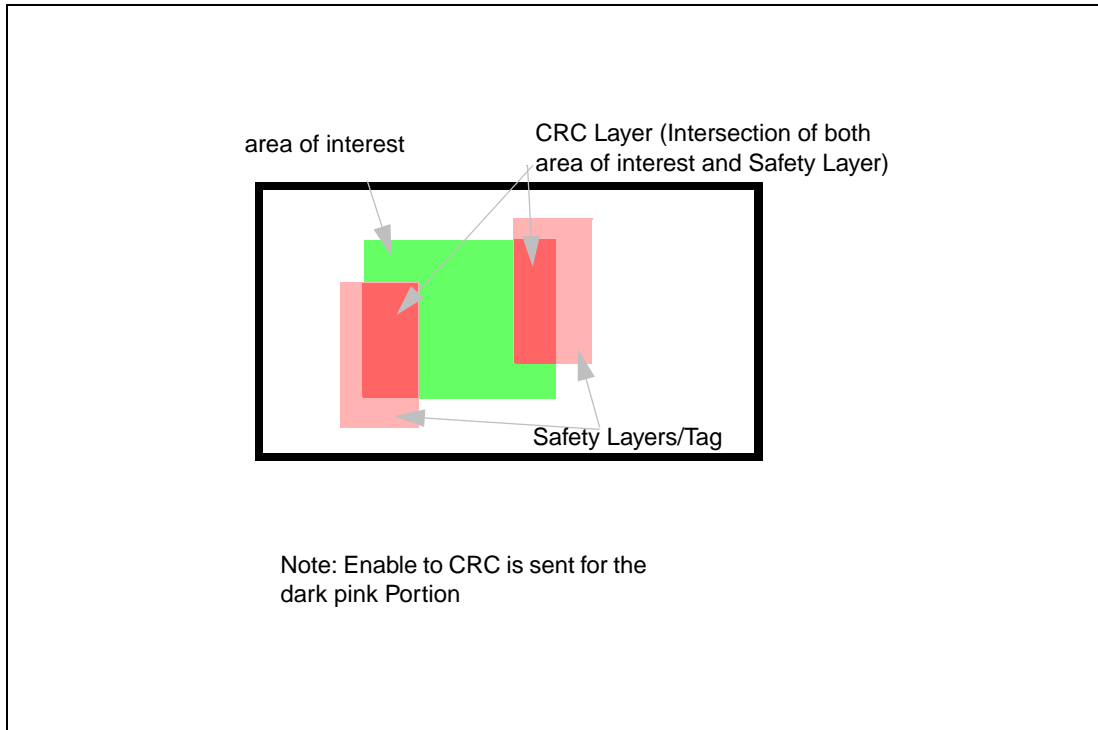 area of interest
CRC Layer (Intersection of both
area of interest and Safety Layer)
Safety Layers/Tag
Note: Enable to CRC is sent for the
dark pink Portion